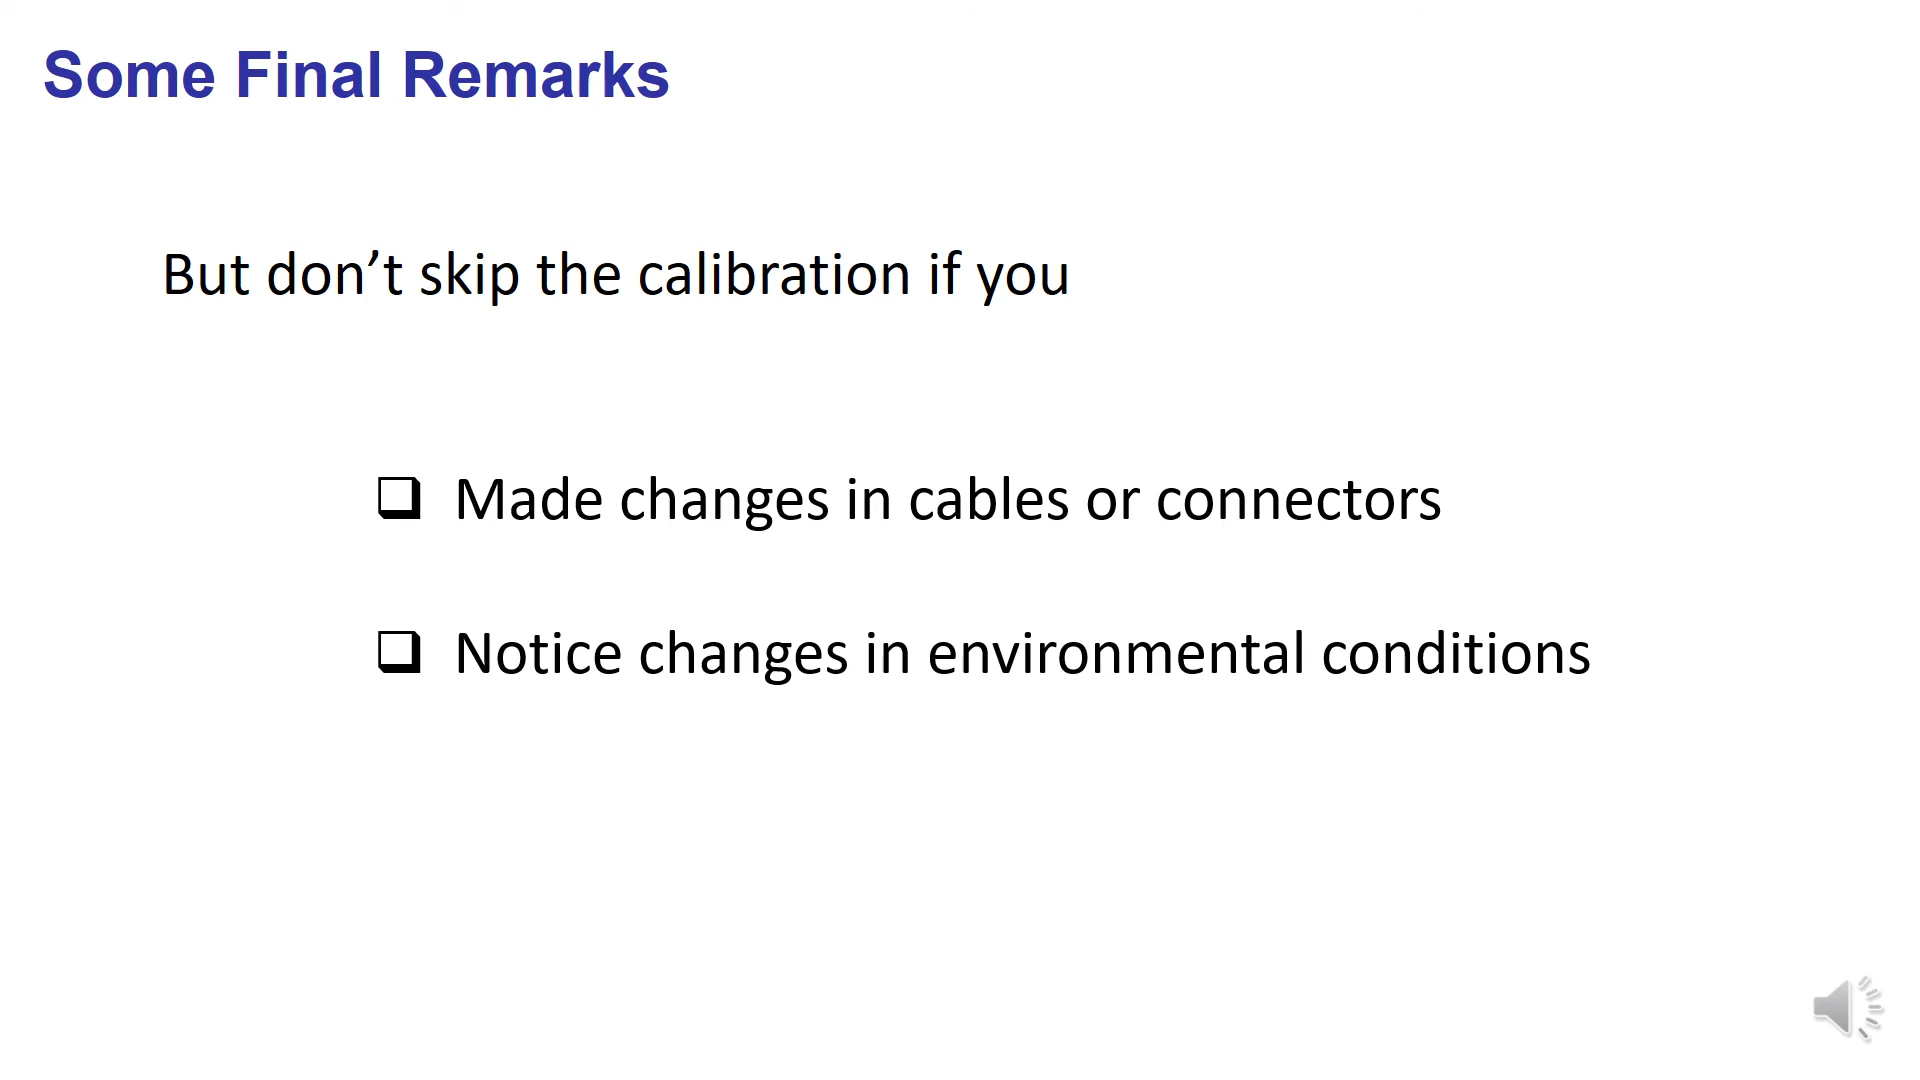 Some Final Remarks
But don’t skip the calibration if you
❑ Made changes in cables or connectors
❑ Notice changes in environmental conditions